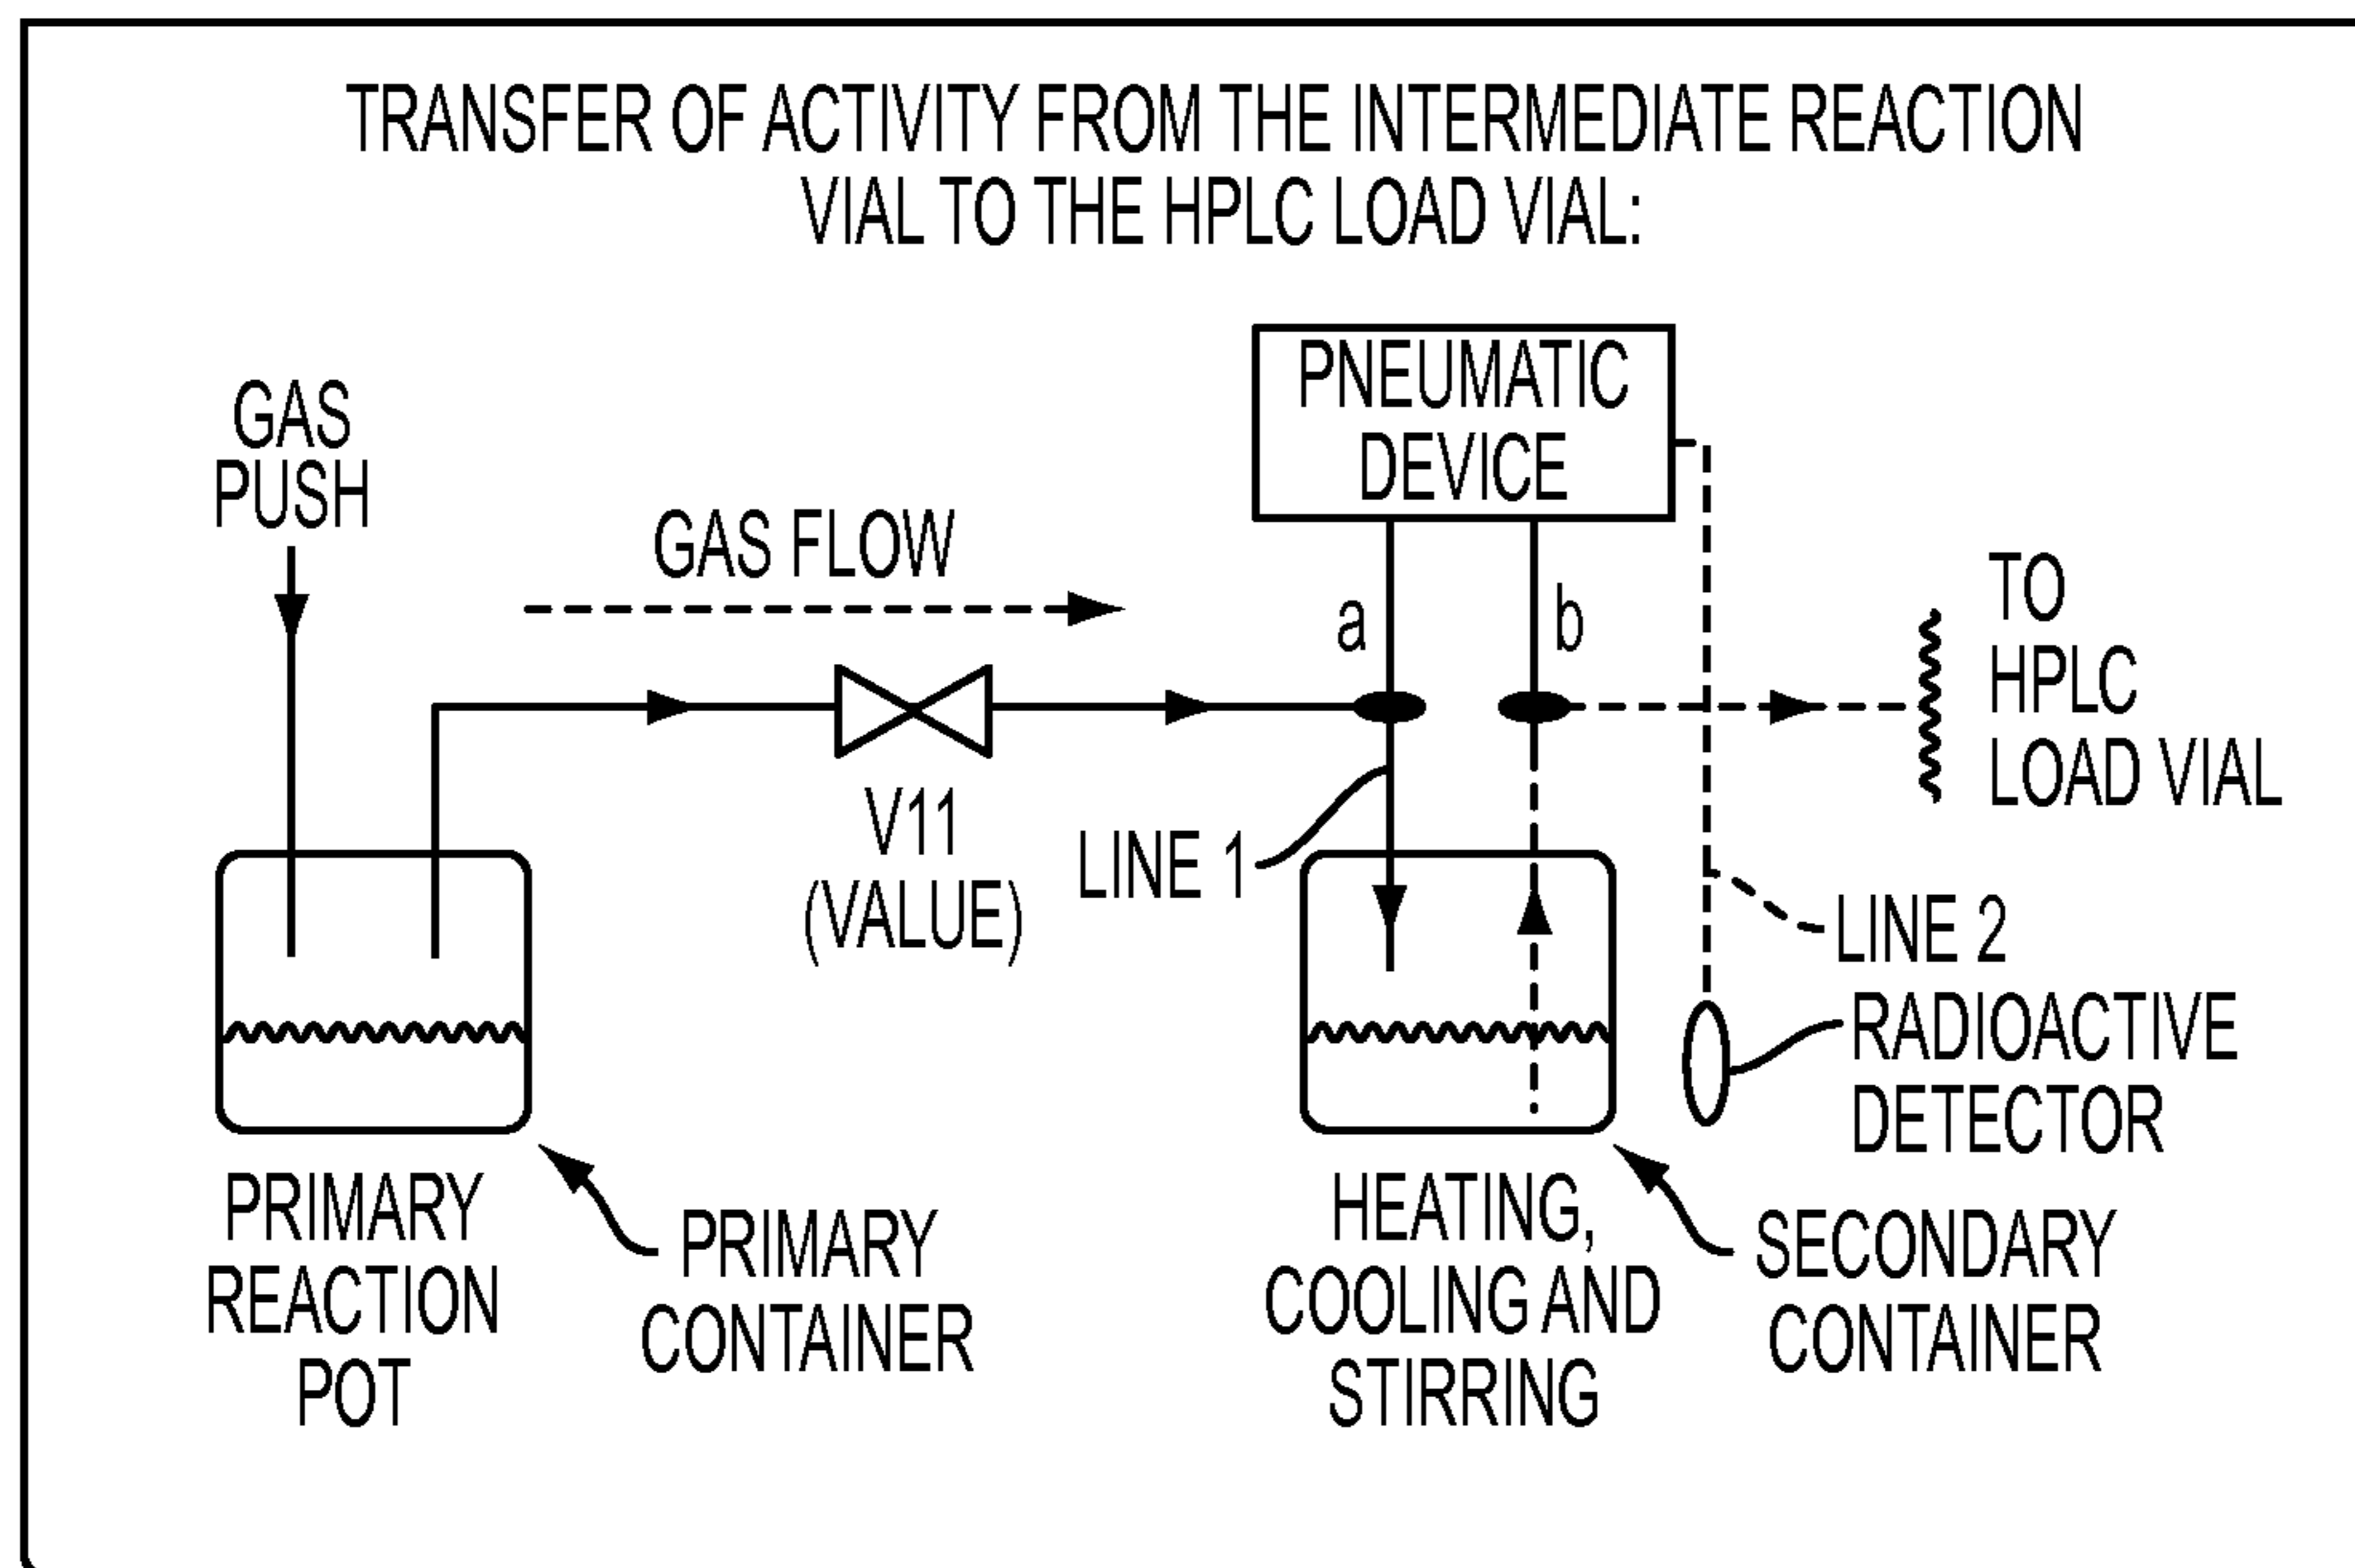 TRANSFER OF ACTIVITY FROM THE INTERMEDIATE REACTION
VIAL TO THE HPLC LOAD VIAL:
GAS
PUSH
GAS FLOW
PNEUMATIC
DEVICE
a
b
TO
HPLC
LOAD VIAL
V11
(VALUE)
LINE 1
LINE 2
RADIOACTIVE
DETECTOR
PRIMARY
REACTION
POT
PRIMARY
CONTAINER
HEATING,
COOLING AND
STIRRING
SECONDARY
CONTAINER